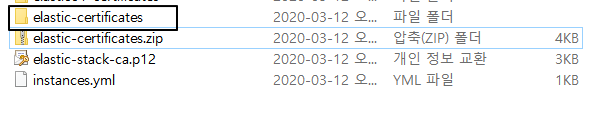 elastic-certificates 2020-03-12 오... 파일 폴더
elastic-certificates.zip 2020-03-12 오... 압축(ZIP) 폴더 4KB
elastic-stack-ca.p12 2020-03-12 오... 개인 정보 교환 3KB
instances.yml 2020-03-12 오... YML 파일 1KB